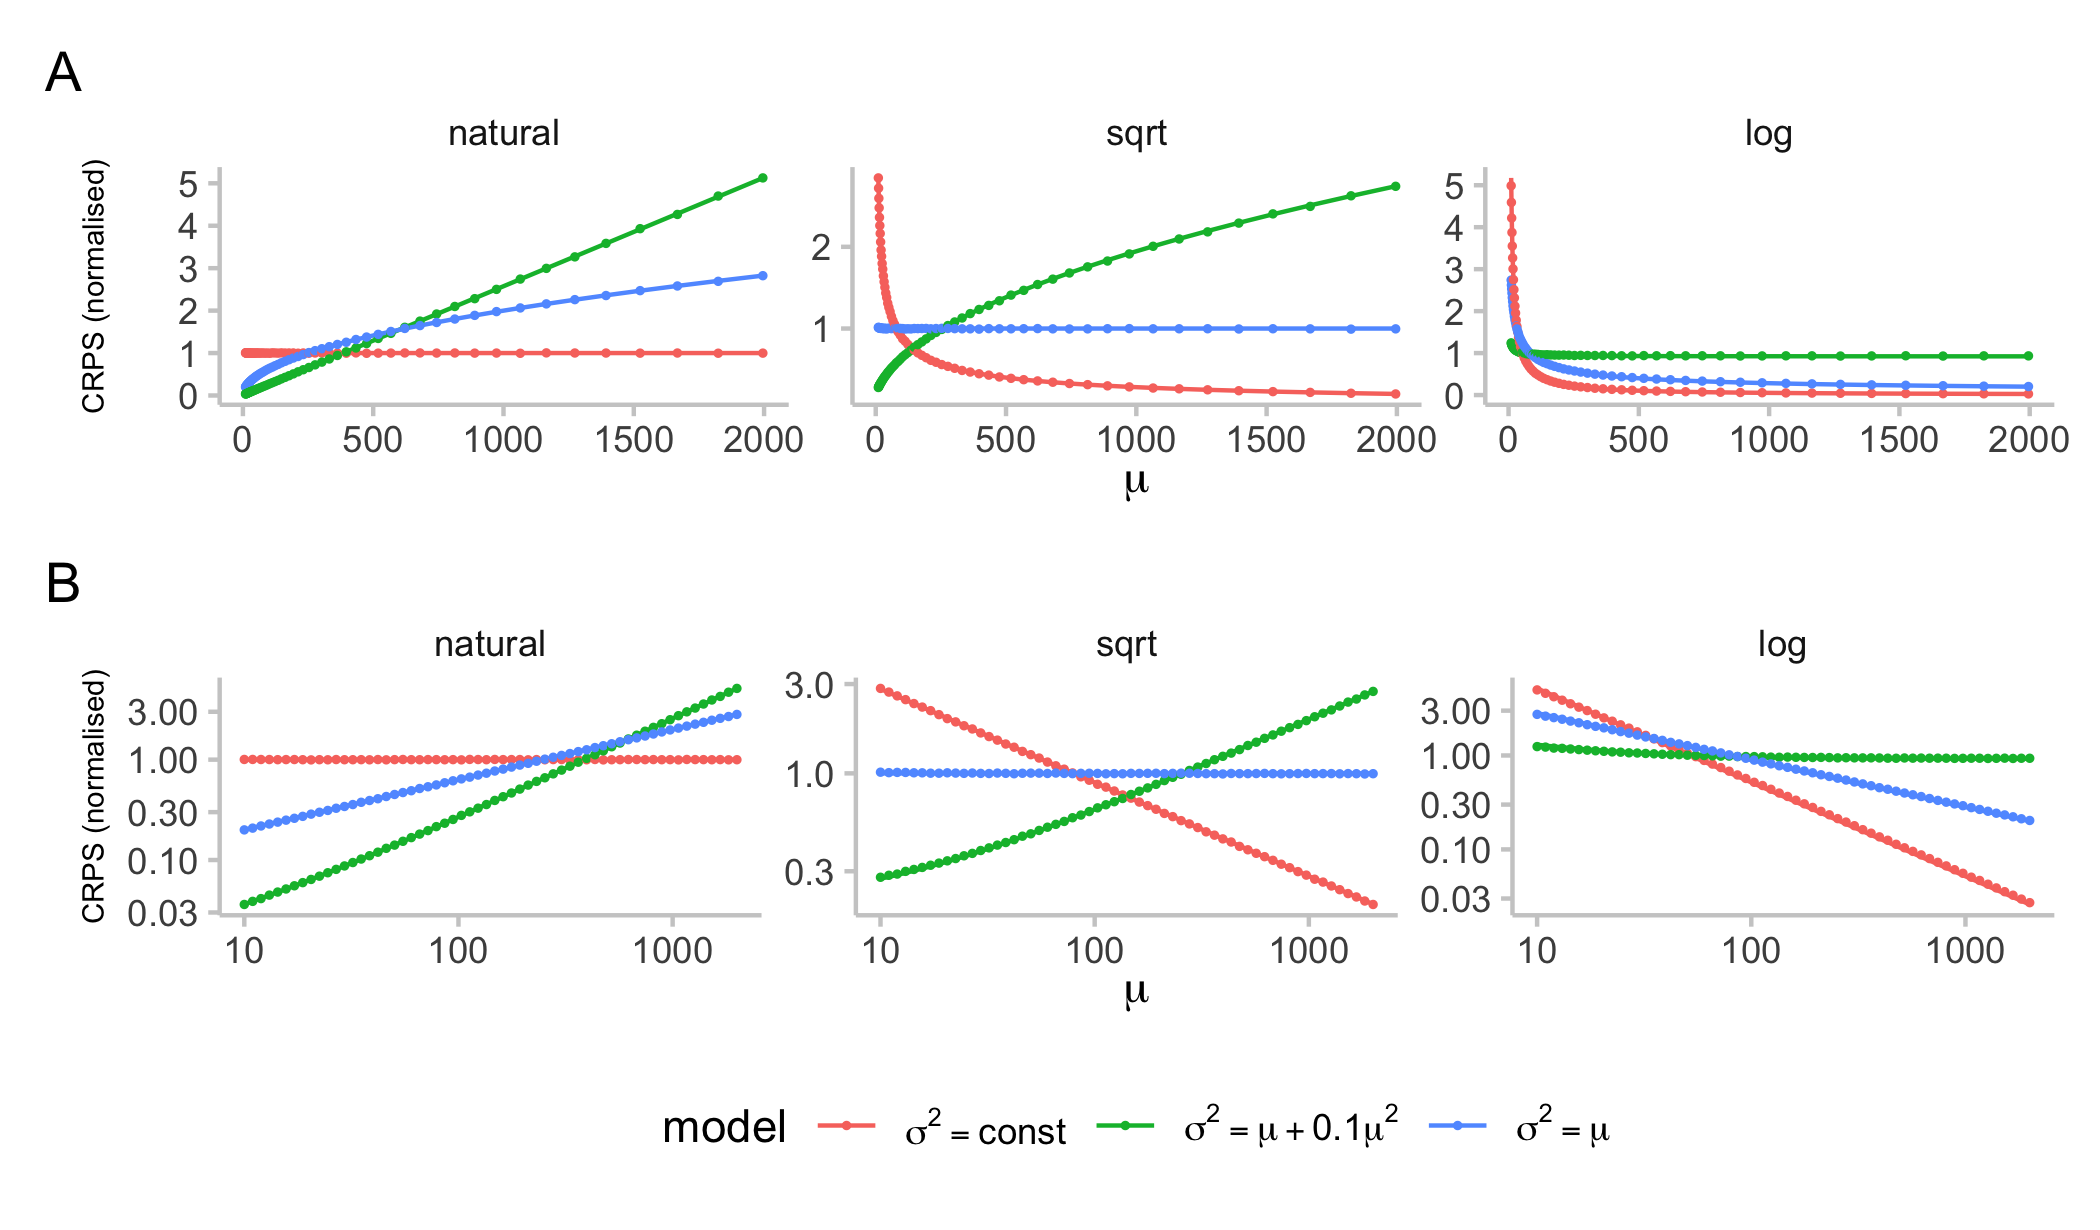 A
natural
sqrt
log
CRPS (normalised)
5
4
3
2
1
0
2
1
5
4
3
2
1
0
0 500 1000 1500 2000
0 500 1000 1500 2000
0 500 1000 1500 2000
μ
B
natural
sqrt
log
CRPS (normalised)
3.00
1.00
0.30
0.10
0.03
3.0
1.0
0.3
3.00
1.00
0.30
0.10
0.03
10 100 1000
10 100 1000
10 100 1000
μ
model σ² = const σ² = μ + 0.1μ² σ² = μ